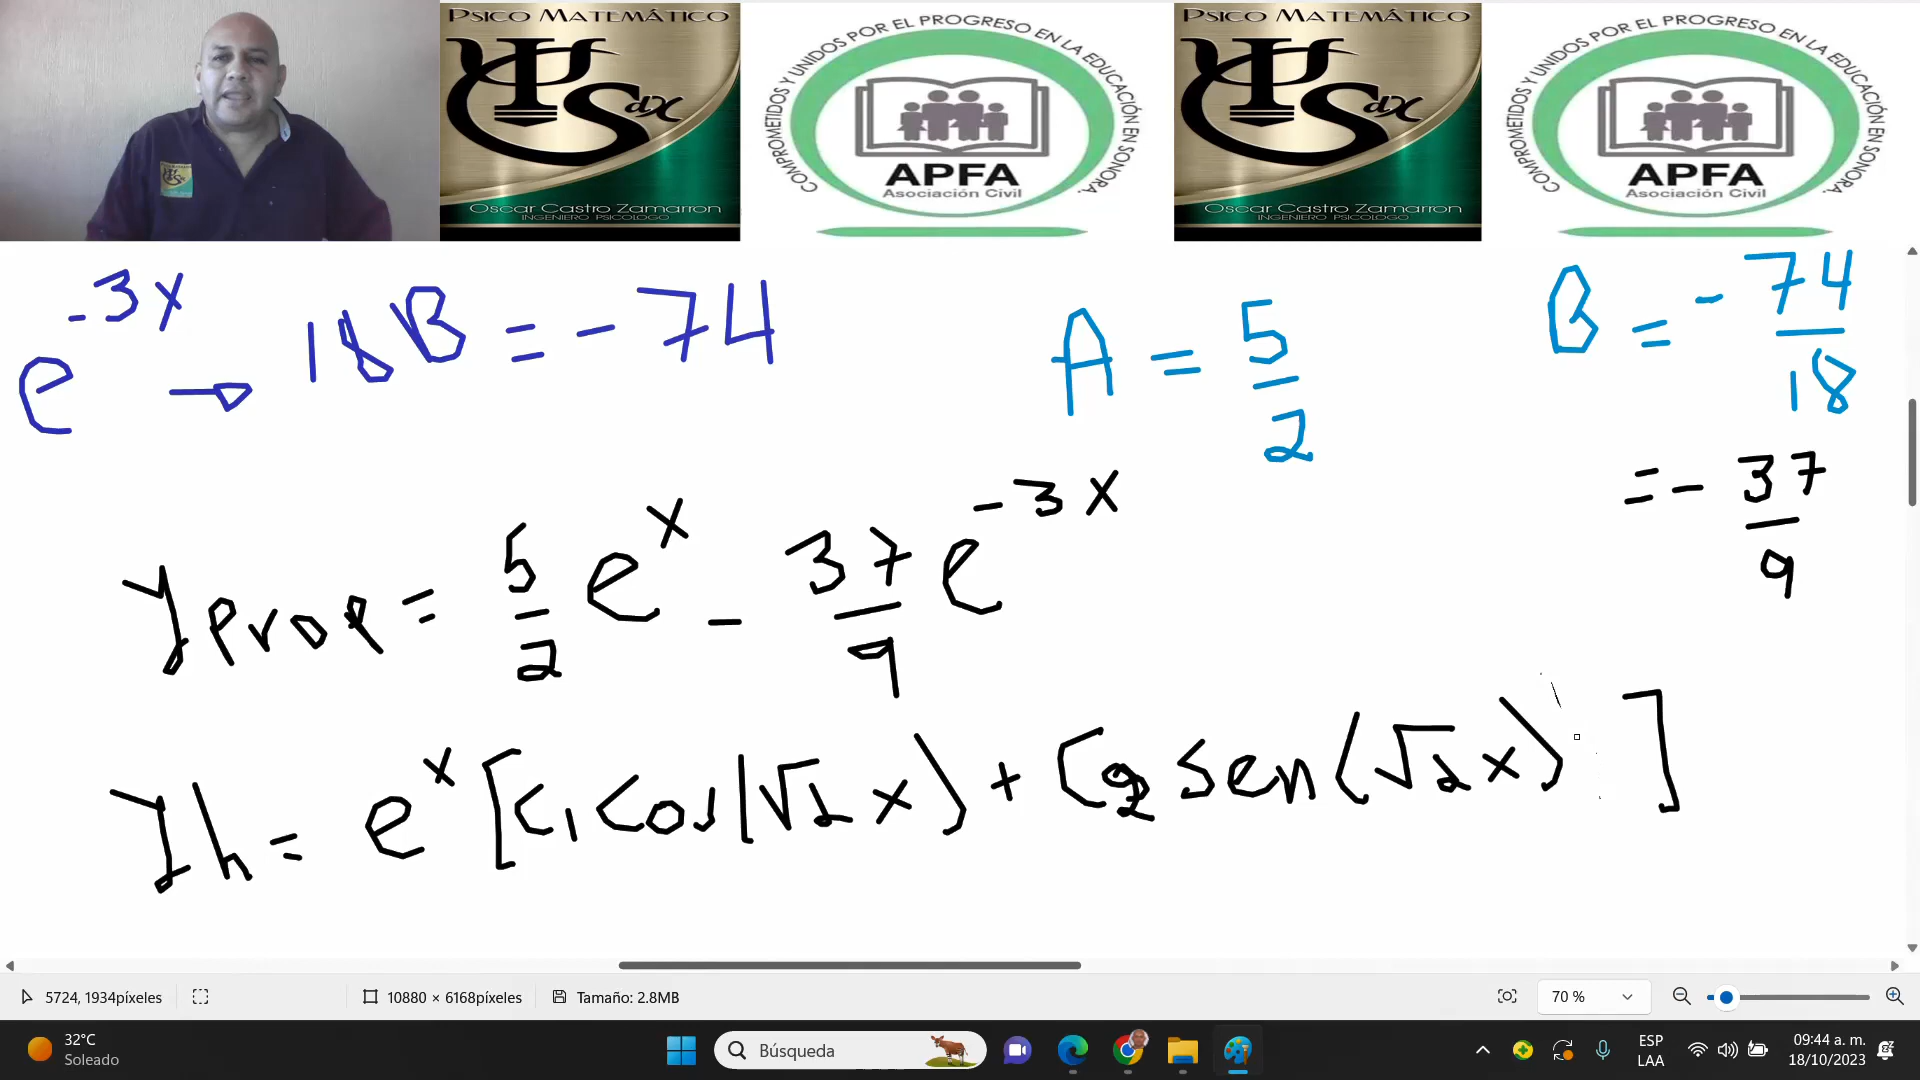 PSICO MATEMÁTICO
dx
Oscar Castro Zamarron
INGENIERO PSICOLOGO
COMPROMETIDOS Y UNIDOS POR EL PROGRESO EN LA EDUCACIÓN EN SONORA.
APFA
Asociación Civil
PSICO MATEMÁTICO
dx
Oscar Castro Zamarron
INGENIERO PSICOLOGO
COMPROMETIDOS Y UNIDOS POR EL PROGRESO EN LA EDUCACIÓN EN SONORA.
APFA
Asociación Civil
e^{-3x} → 18B = -74
A = 5/2
B = -74/18
= -37/9
y prop = 5/2 e^x - 37/9 e^{-3x}
yh = e^x [c1 cos(√2 x) + C2 sen(√2 x)]
5724, 1934píxeles
10880 × 6168píxeles
Tamaño: 2.8MB
70 %
32°C
Soleado
Búsqueda
ESP
LAA
09:44 a. m.
18/10/2023